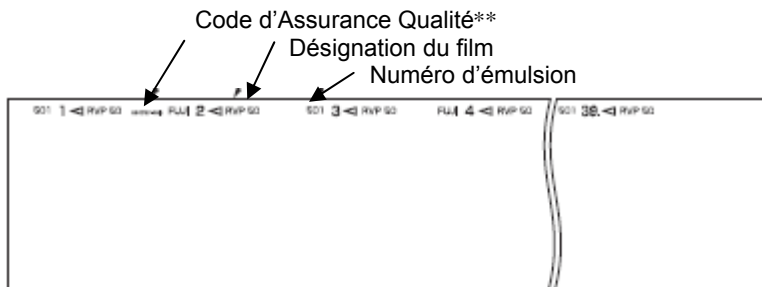 Code d’Assurance Qualité**
Désignation du film
Numéro d’émulsion
501 1 ◁ RVP 50 FUJI 2 ◁ RVP 50 501 3 ◁ RVP 50 FUJI 4 ◁ RVP 50 501 38. ◁ RVP 50